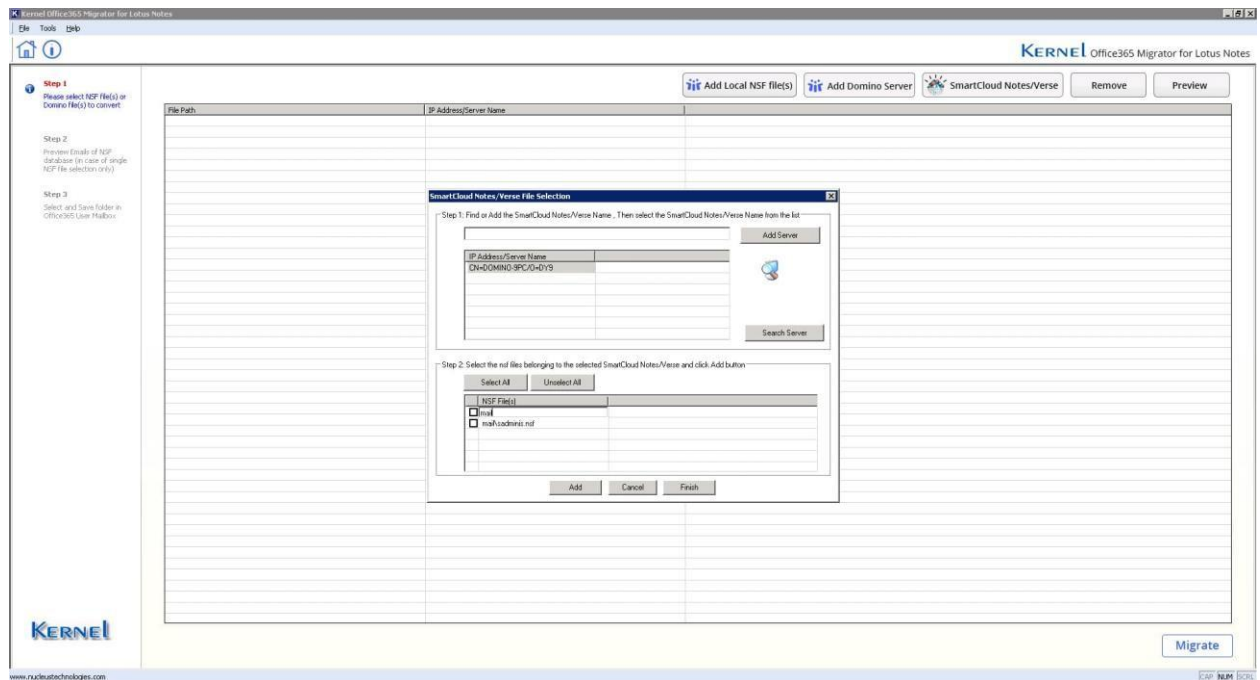 Kernel Office365 Migrator for Lotus Notes
File Tools Help
KERNEL Office365 Migrator for Lotus Notes
Step 1
Please select NSF file(s) or
Domino file(s) to convert
Step 2
Preview Emails of NSF
database (in case of single
NSF file selection only)
Step 3
Select and Save folder in
Office365 User Mailbox
Add Local NSF file(s) Add Domino Server SmartCloud Notes/Verse Remove Preview
File Path IP Address/Server Name
SmartCloud Notes/Verse File Selection
Step 1: Find or Add the SmartCloud Notes/Verse Name , Then select the SmartCloud Notes/Verse Name from the list
Add Server
IP Address/Server Name
CN=DOMINO-9PC/O=DY9
Search Server
Step 2: Select the nsf files belonging to the selected SmartCloud Notes/Verse and click Add button
Select All Unselect All
NSF File(s)
mail
mail\sadminis.nsf
Add Cancel Finish
KERNEL
Migrate
www.nucleustechnologies.com CAP NUM SCRL